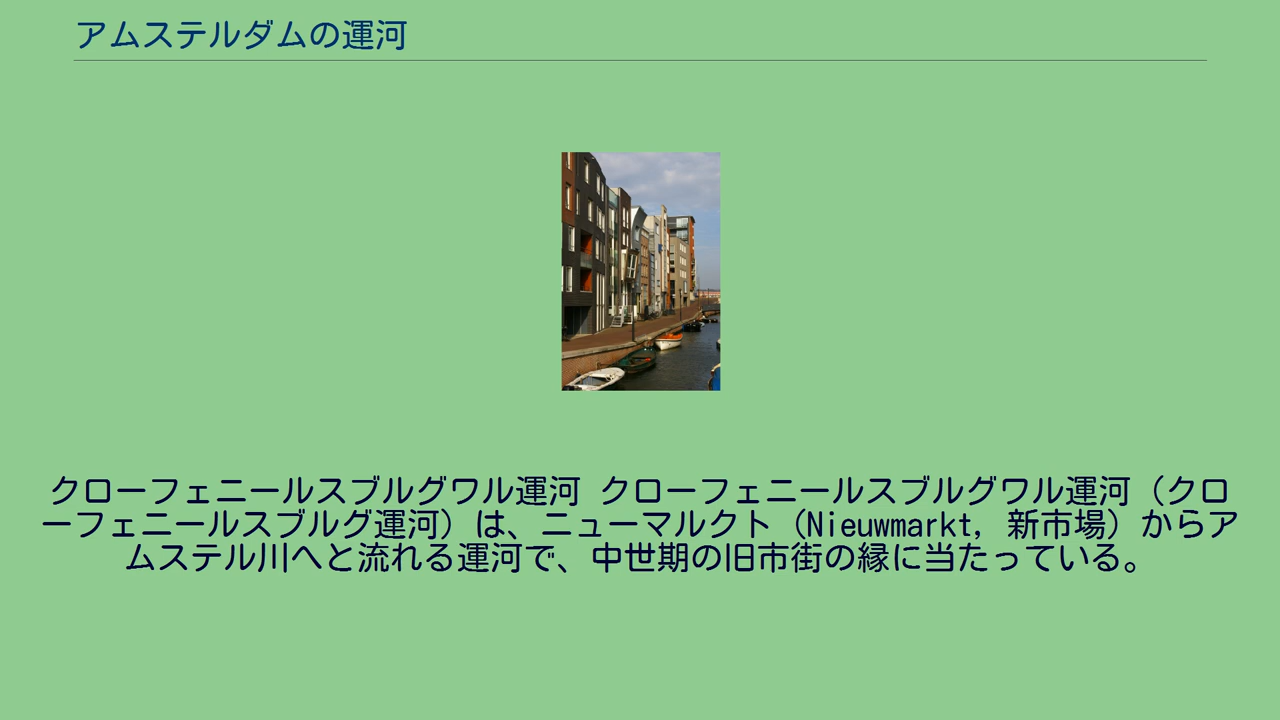 アムステルダムの運河
クローフェニールスブルグワル運河 クローフェニールスブルグワル運河（クロ
ーフェニールスブルグ運河）は、ニューマルクト（Nieuwmarkt, 新市場）からア
ムステル川へと流れる運河で、中世期の旧市街の縁に当たっている。